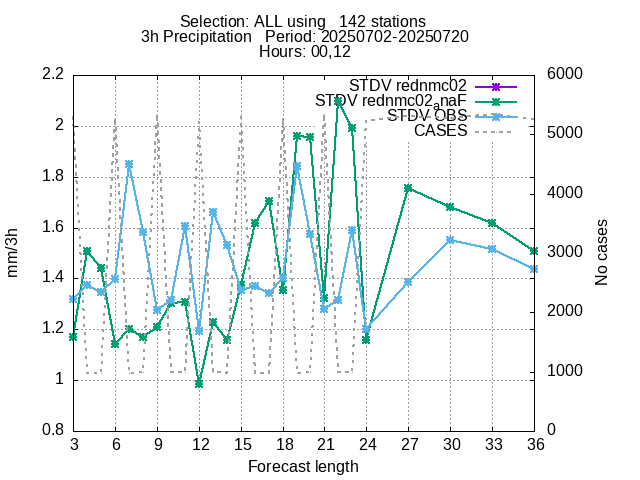 Selection: ALL using   142 stations
3h Precipitation   Period: 20250702-20250720
Hours: 00,12
STDV rednmc02
STDV rednmc02_anaF
STDV OBS
CASES
mm/3h
No cases
2.2
2
1.8
1.6
1.4
1.2
1
0.8
6000
5000
4000
3000
2000
1000
0
3 6 9 12 15 18 21 24 27 30 33 36
Forecast length